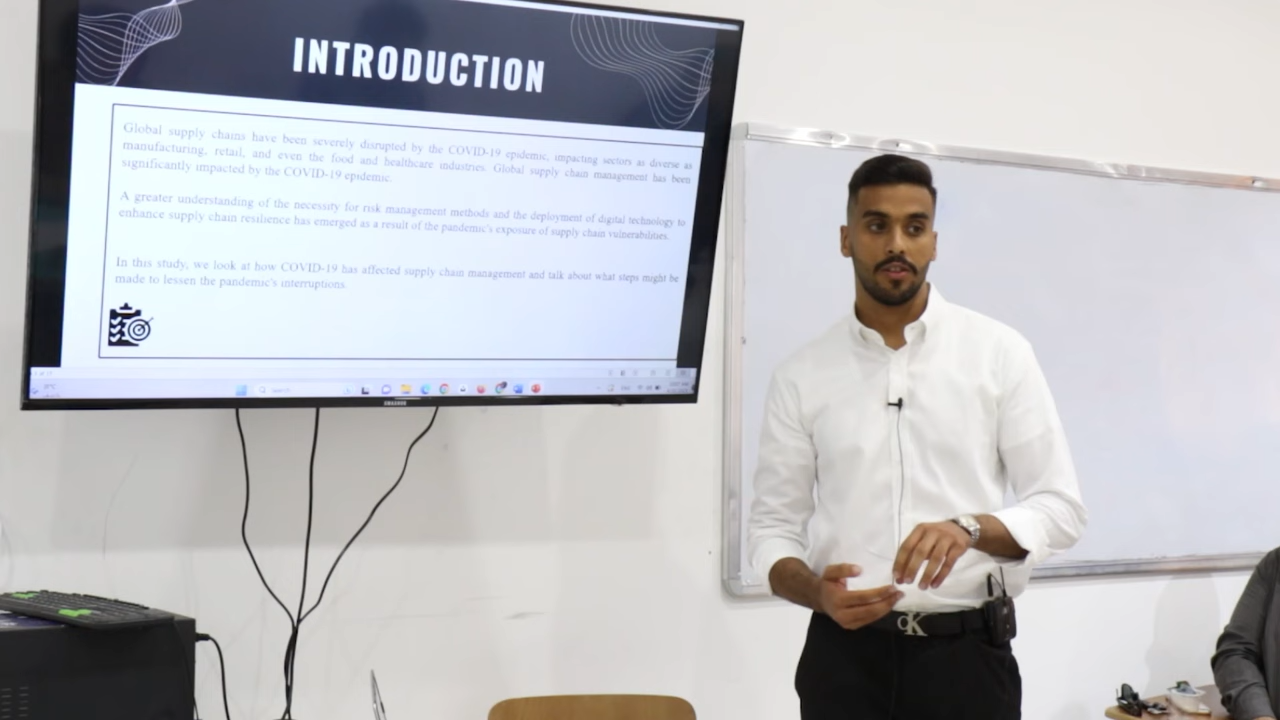 INTRODUCTION
Global supply chains have been severely disrupted by the COVID-19 epidemic, impacting sectors as diverse as
manufacturing, retail, and even the food and healthcare industries. Global supply chain management has been
significantly impacted by the COVID-19 epidemic.
A greater understanding of the necessity for risk management methods and the deployment of digital technology to
enhance supply chain resilience has emerged as a result of the pandemic's exposure of supply chain vulnerabilities.
In this study, we look at how COVID-19 has affected supply chain management and talk about what steps might be
made to lessen the pandemic's interruptions.
Search
SAMSUNG
cK